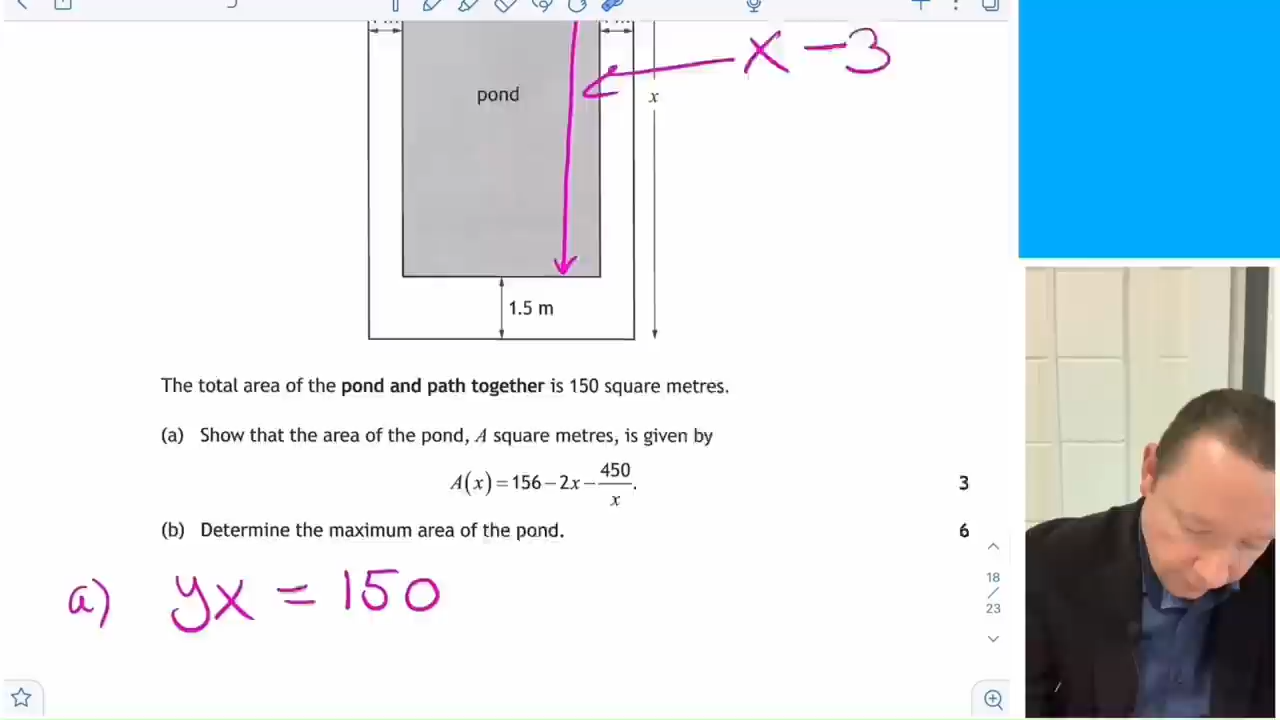 x - 3
pond
x
1.5 m
The total area of the pond and path together is 150 square metres.
(a) Show that the area of the pond, A square metres, is given by
A(x) = 156 - 2x - 450/x.
3
(b) Determine the maximum area of the pond.
6
a) yx = 150
18
/
23